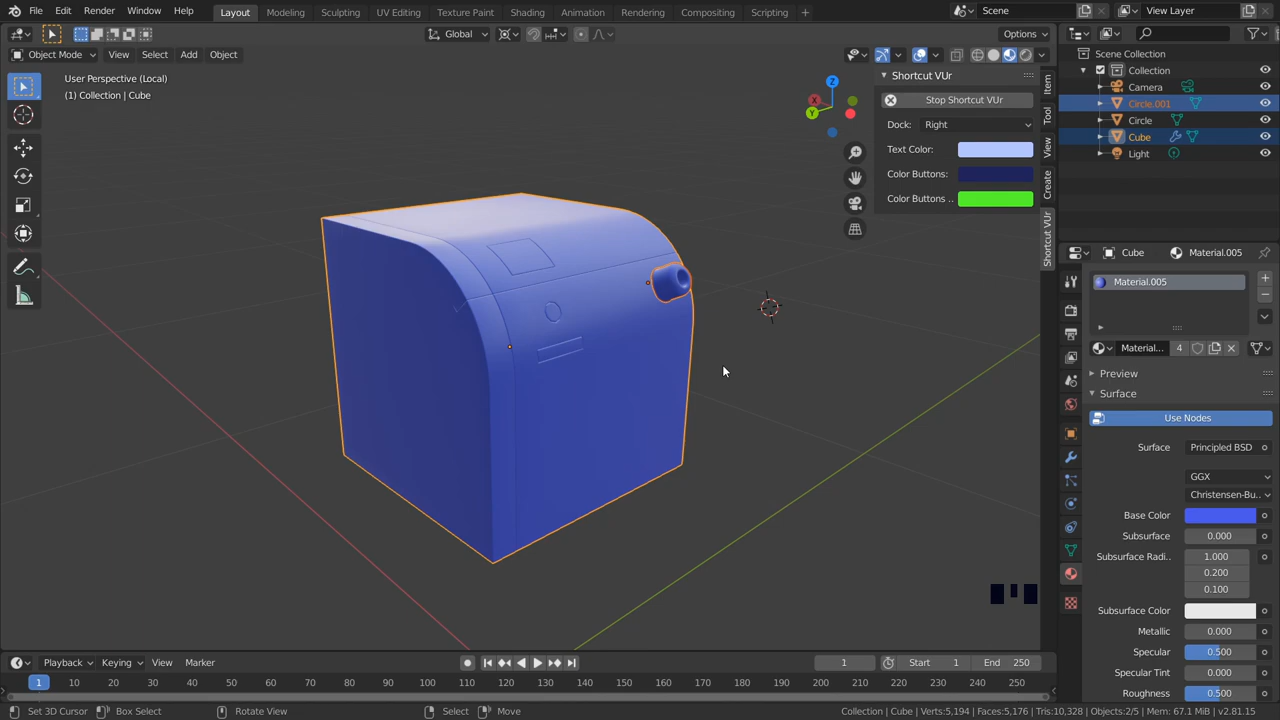 File Edit Render Window Help Layout Modeling Sculpting UV Editing Texture Paint Shading Animation Rendering Compositing Scripting + Scene View Layer
Global Options
Object Mode View Select Add Object
User Perspective (Local)
(1) Collection | Cube
Z
X
Y
Shortcut VUr
Stop Shortcut VUr
Dock: Right
Text Color:
Color Buttons:
Color Buttons ..
Item
Tool
View
Create
Shortcut VUr
Scene Collection
Collection
Camera
Circle.001
Circle
Cube
Light
Cube Material.005
Material.005
Material... 4
Preview
Surface
Use Nodes
Surface Principled BSD
GGX
Christensen-Bu..
Base Color
Subsurface 0.000
Subsurface Radi.. 1.000
0.200
0.100
Subsurface Color
Metallic 0.000
Specular 0.500
Specular Tint 0.000
Roughness 0.500
Playback Keying View Marker 1 Start 1 End 250
1 10 20 30 40 50 60 70 80 90 100 110 120 130 140 150 160 170 180 190 200 210 220 230 240 250
Set 3D Cursor Box Select Rotate View Select Move Collection | Cube | Verts:5,194 | Faces:5,176 | Tris:10,328 | Objects:2/5 | Mem: 67.1 MiB | v2.81.15